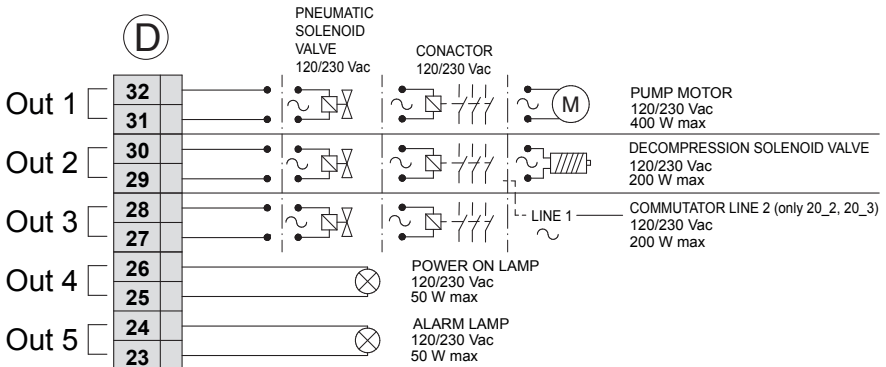 D
PNEUMATIC
SOLENOID
VALVE
120/230 Vac
CONACTOR
120/230 Vac
Out 1
32
31
M
PUMP MOTOR
120/230 Vac
400 W max
Out 2
30
29
DECOMPRESSION SOLENOID VALVE
120/230 Vac
200 W max
Out 3
28
27
LINE 1
COMMUTATOR LINE 2 (only 20_2, 20_3)
120/230 Vac
200 W max
Out 4
26
25
POWER ON LAMP
120/230 Vac
50 W max
Out 5
24
23
ALARM LAMP
120/230 Vac
50 W max